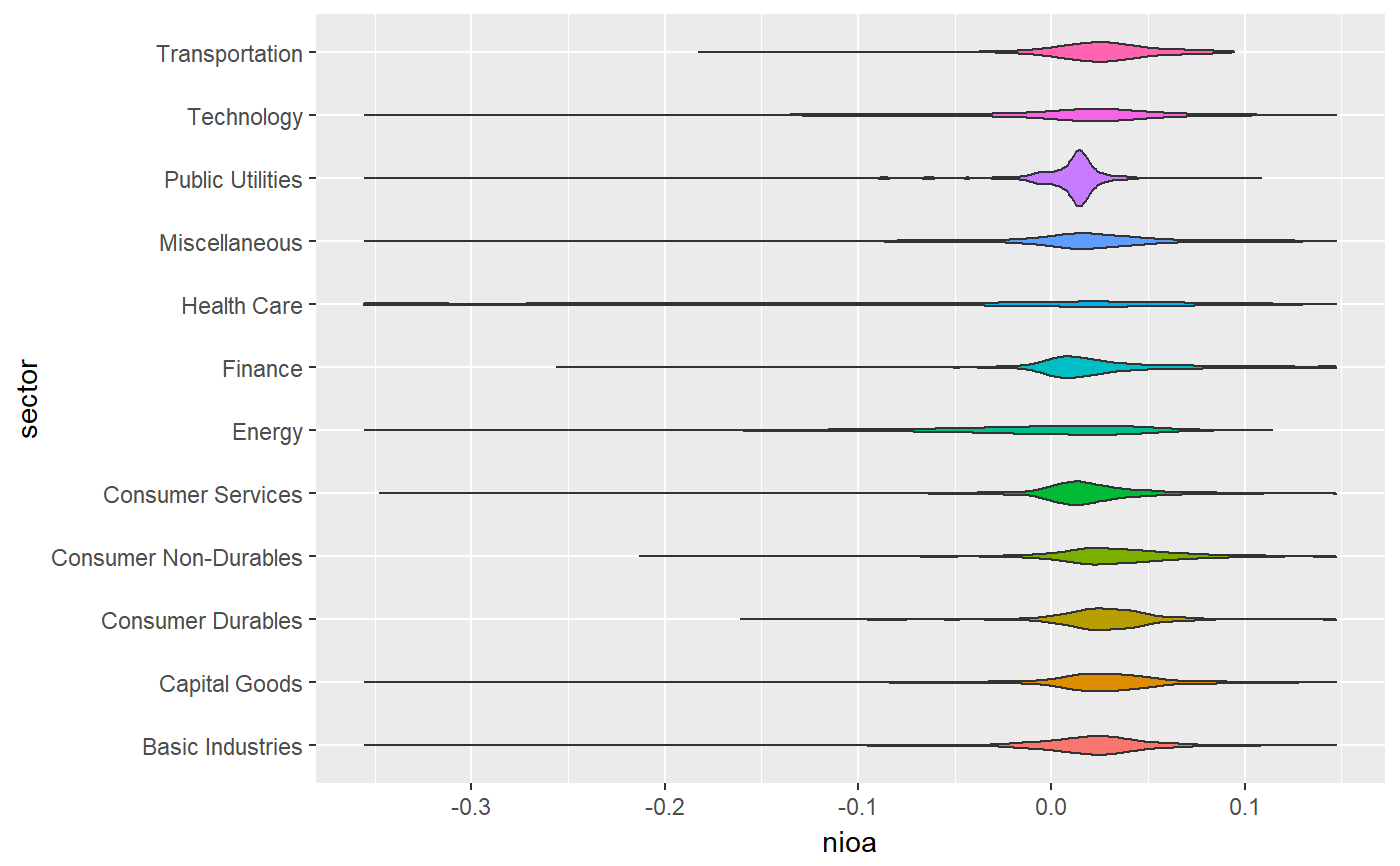 Transportation
Technology
Public Utilities
Miscellaneous
Health Care
Finance
Energy
Consumer Services
Consumer Non-Durables
Consumer Durables
Capital Goods
Basic Industries
sector
-0.3 -0.2 -0.1 0.0 0.1
nioa